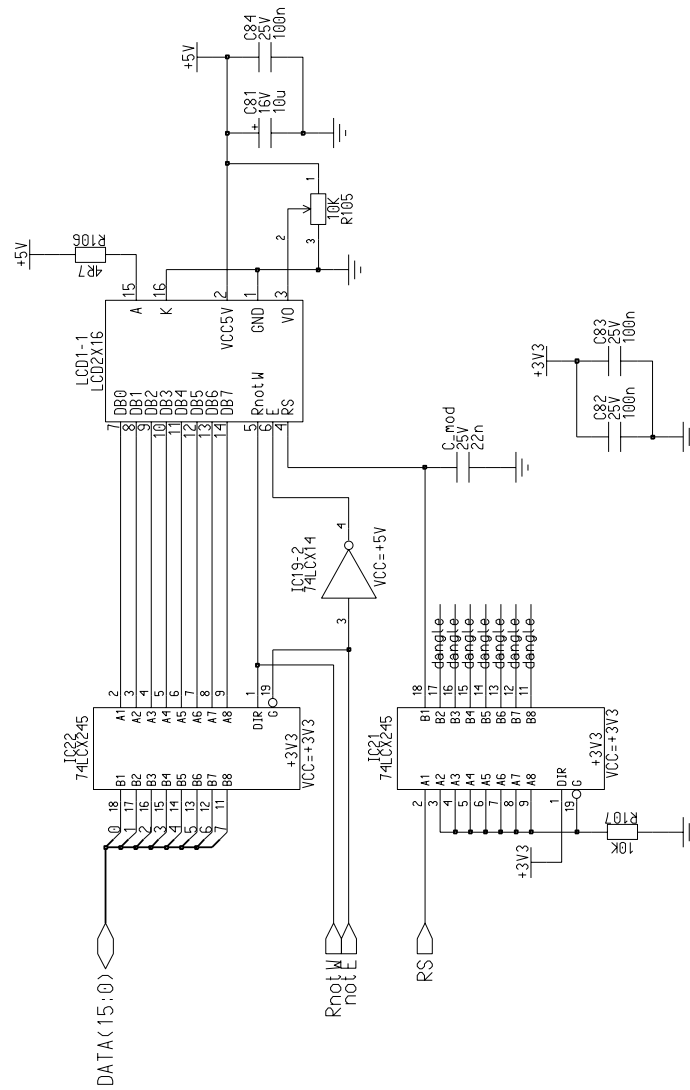 +5V
C84
25V
100n
C81
16V
10u
+
1
10K
R105
2
3
+5V
R106
4R7
15
16
2
1
3
A
K
VCC5V
GND
VO
LCD1-1
LCD2X16
DB0
DB1
DB2
DB3
DB4
DB5
DB6
DB7
RnotW
E
RS
7
8
9
10
11
12
13
14
5
6
4
+3V3
C83
25V
100n
C82
25V
100n
C_mod
25V
22n
IC19-2
74LCX14
VCC=+5V
4
3
IC22
74LCX245
2
3
4
5
6
7
8
9
1
19
A1
A2
A3
A4
A5
A6
A7
A8
DIR
G
B1
B2
B3
B4
B5
B6
B7
B8
+3V3
VCC=+3V3
18
17
16
15
14
13
12
11
0
1
2
3
4
5
6
7
DATA(15:0)
RnotW
notE
IC21
74LCX245
18
17
16
15
14
13
12
11
dangle
dangle
dangle
dangle
dangle
dangle
dangle
B1
B2
B3
B4
B5
B6
B7
B8
A1
A2
A3
A4
A5
A6
A7
A8
DIR
G
+3V3
VCC=+3V3
2
3
4
5
6
7
8
9
1
19
+3V3
R107
10K
RS